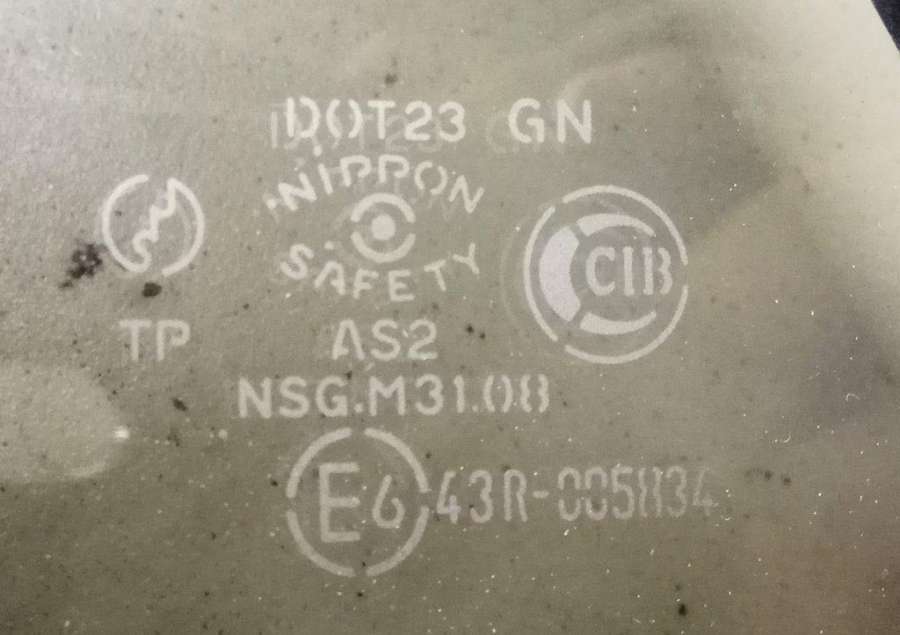 DOT23 GN
NIPPON
SAFETY
CIB
TP
AS2
NSG.M31.08
E6 43R-005834